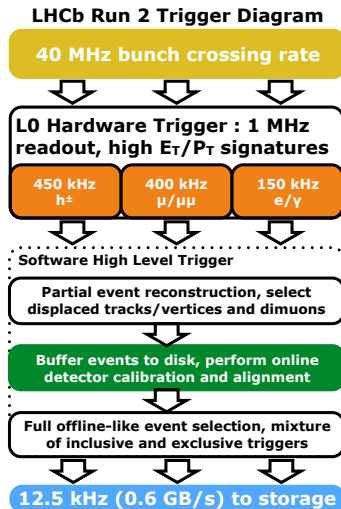 LHCb Run 2 Trigger Diagram
40 MHz bunch crossing rate
L0 Hardware Trigger : 1 MHz
readout, high E_T/P_T signatures
450 kHz
h±
400 kHz
μ/μμ
150 kHz
e/γ
Software High Level Trigger
Partial event reconstruction, select
displaced tracks/vertices and dimuons
Buffer events to disk, perform online
detector calibration and alignment
Full offline-like event selection, mixture
of inclusive and exclusive triggers
12.5 kHz (0.6 GB/s) to storage